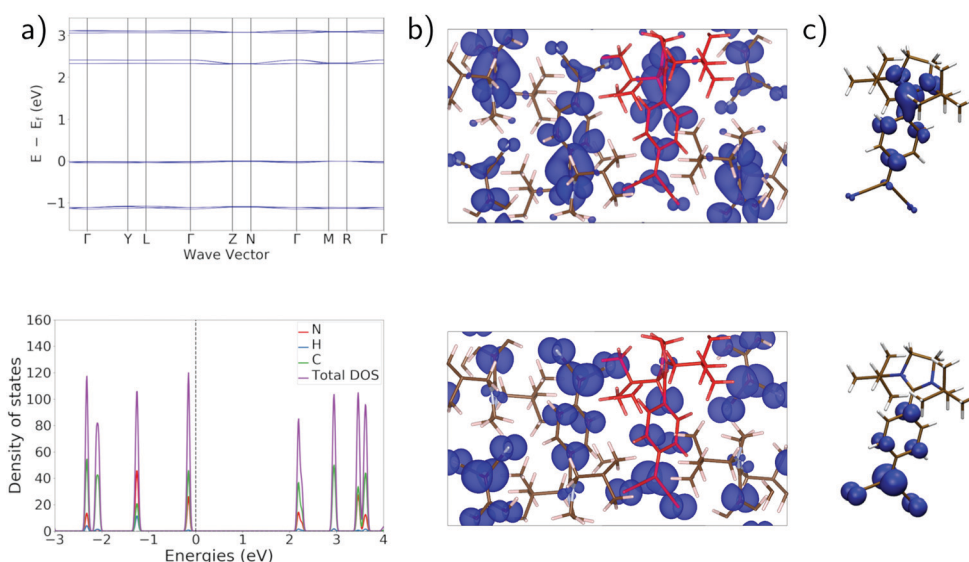 a)
b)
c)
3
2
1
0
−1
E − E_f (eV)
Γ Y L Γ Z N Γ M R Γ
Wave Vector
160
140
120
100
80
60
40
20
0
Density of states
N
H
C
Total DOS
−3 −2 −1 0 1 2 3 4
Energies (eV)